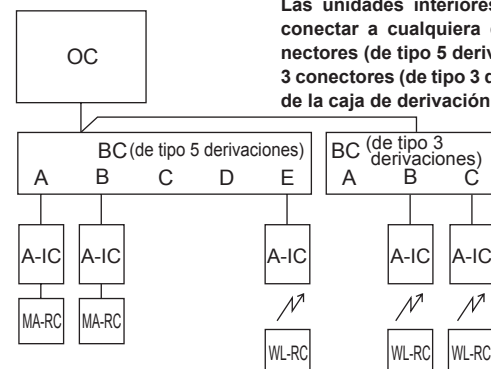 Las unidades interiores
conectar a cualquiera
nectores (de tipo 5 deriv
3 conectores (de tipo 3
de la caja de derivación
OC
BC (de tipo 5 derivaciones)
A B C D E
BC (de tipo 3
derivaciones)
A B C
A-IC A-IC A-IC A-IC A-IC
MA-RC MA-RC
WL-RC WL-RC WL-RC